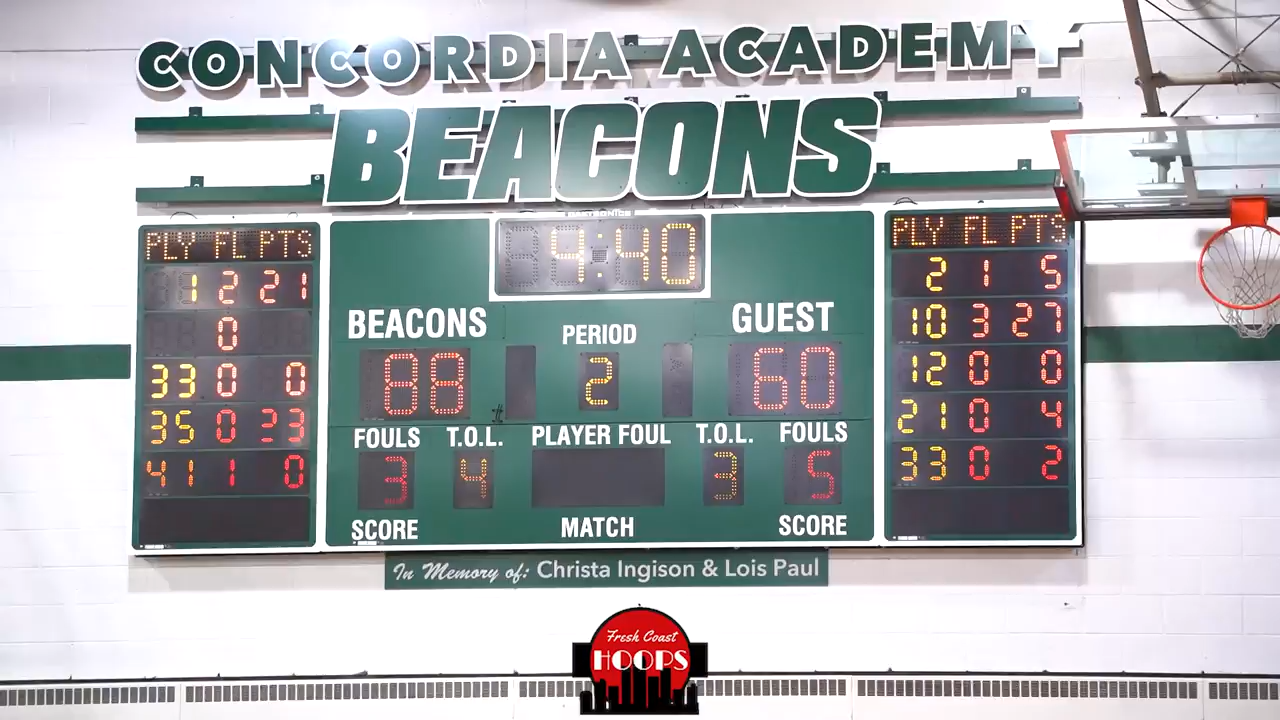 CONCORDIA ACADEMY
BEACONS
PLY FL PTS
1 2 21
0
33 0 0
35 0 23
41 1 0
4:40
BEACONS PERIOD GUEST
88 2 60
FOULS T.O.L. PLAYER FOUL T.O.L. FOULS
3 4 3 5
SCORE MATCH SCORE
PLY FL PTS
2 1 5
10 3 27
12 0 0
21 0 4
33 0 2
In Memory of: Christa Ingison & Lois Paul
Fresh Coast
HOOPS